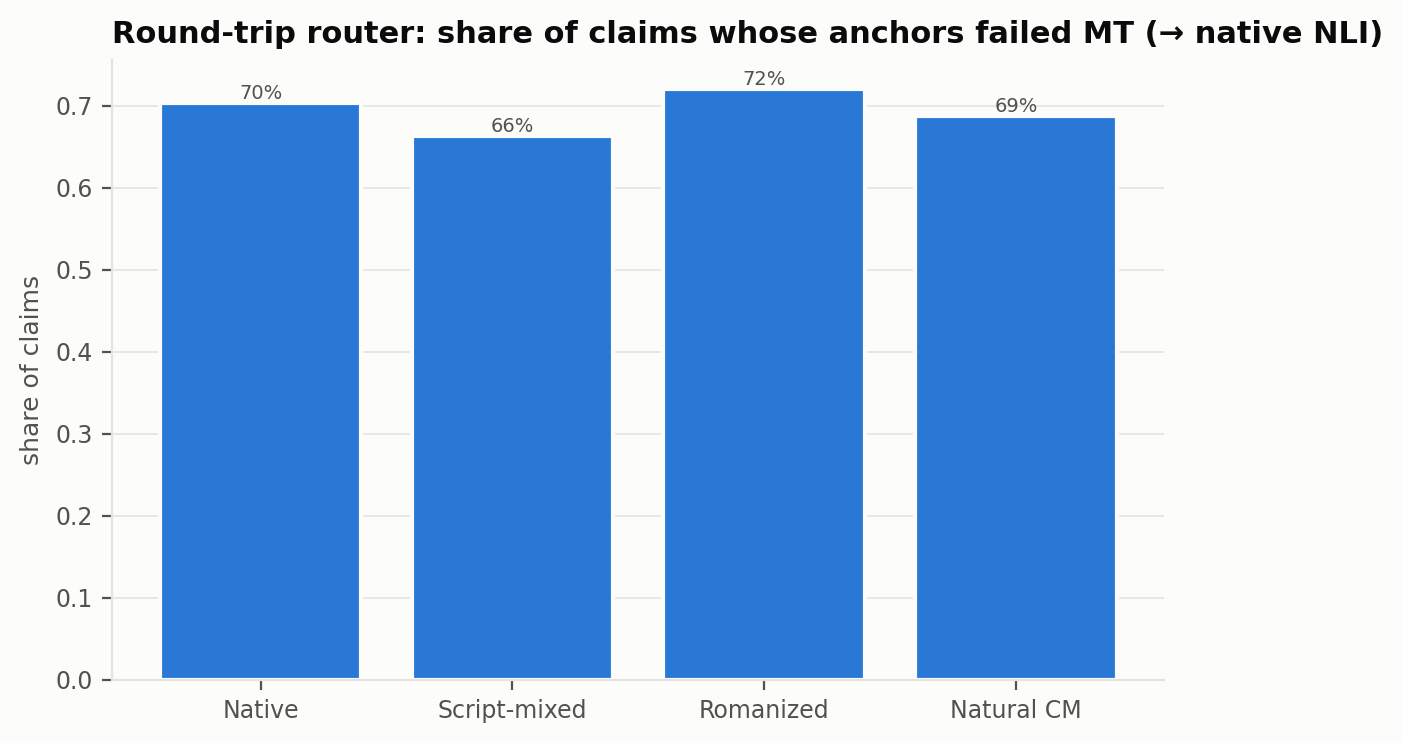 Round-trip router: share of claims whose anchors failed MT (→ native NLI)
70%
66%
72%
69%
share of claims
0.7
0.6
0.5
0.4
0.3
0.2
0.1
0.0
Native
Script-mixed
Romanized
Natural CM